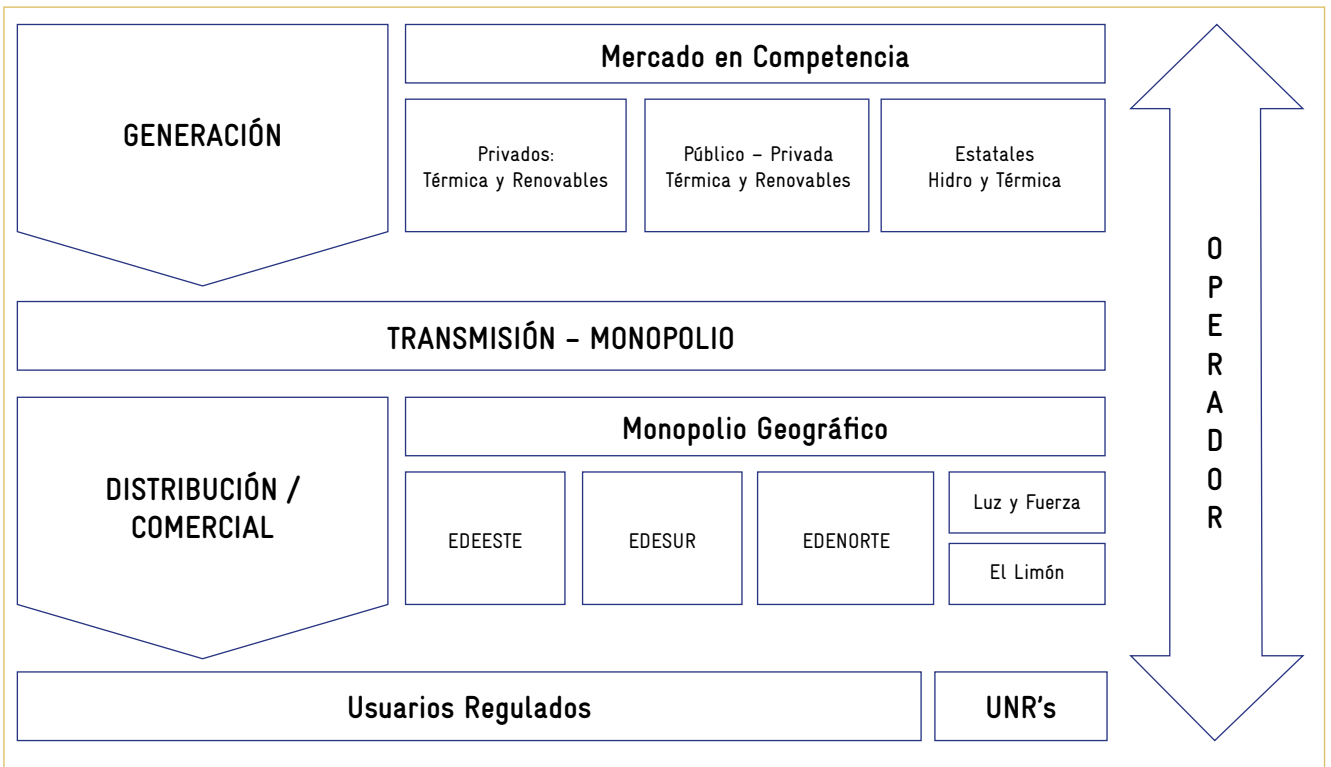 GENERACIÓN
Mercado en Competencia
Privados:
Térmica y Renovables
Público – Privada
Térmica y Renovables
Estatales
Hidro y Térmica
TRANSMISIÓN – MONOPOLIO
DISTRIBUCIÓN /
COMERCIAL
Monopolio Geográfico
EDEESTE
EDESUR
EDENORTE
Luz y Fuerza
El Limón
Usuarios Regulados
UNR's
O
P
E
R
A
D
O
R